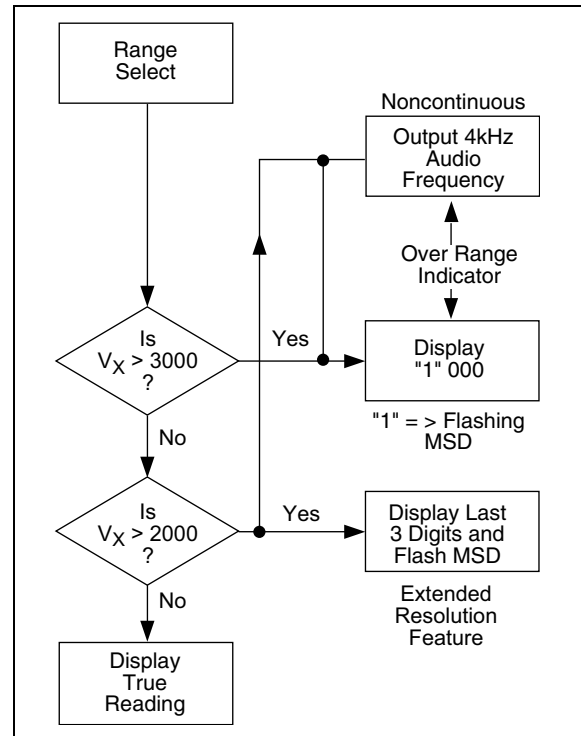 Range
Select
Noncontinuous
Output 4kHz
Audio
Frequency
Over Range
Indicator
Is
VX > 3000
?
Yes
Display
"1" 000
"1" = > Flashing
MSD
No
Is
VX > 2000
?
Yes
Display Last
3 Digits and
Flash MSD
Extended
Resolution
Feature
No
Display
True
Reading